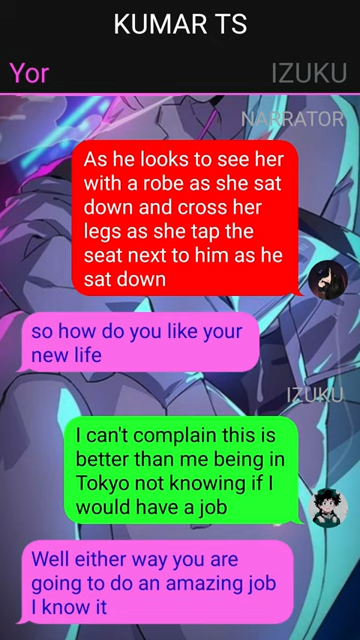 KUMAR TS
Yor
IZUKU
NARRATOR
As he looks to see her
with a robe as she sat
down and cross her
legs as she tap the
seat next to him as he
sat down
so how do you like your
new life
IZUKU
I can't complain this is
better than me being in
Tokyo not knowing if I
would have a job
Well either way you are
going to do an amazing job
I know it